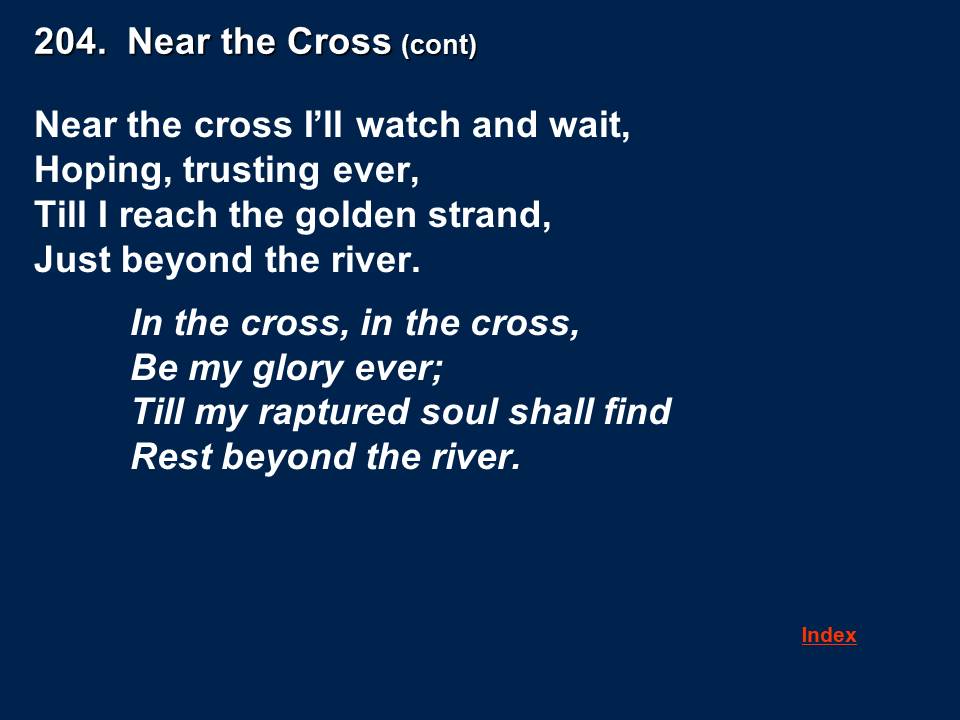 204.  Near the Cross (cont)
Near the cross I’ll watch and wait,
Hoping, trusting ever,
Till I reach the golden strand,
Just beyond the river.
In the cross, in the cross,
Be my glory ever;
Till my raptured soul shall find
Rest beyond the river.
Index